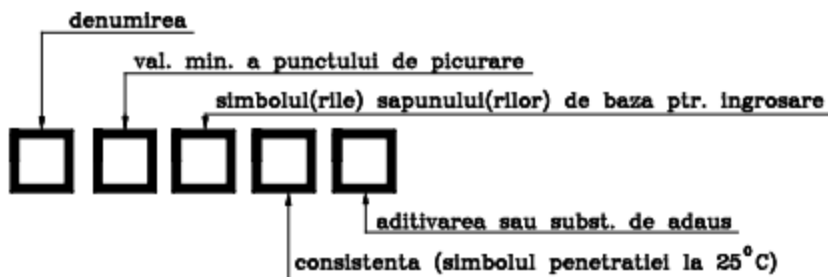 denumirea
val. min. a punctului de picurare
simbolul(rile) sapunului(rilor) de baza ptr. ingrosare
aditivarea sau subst. de adaus
consistenta (simbolul penetratiei la 25°C)